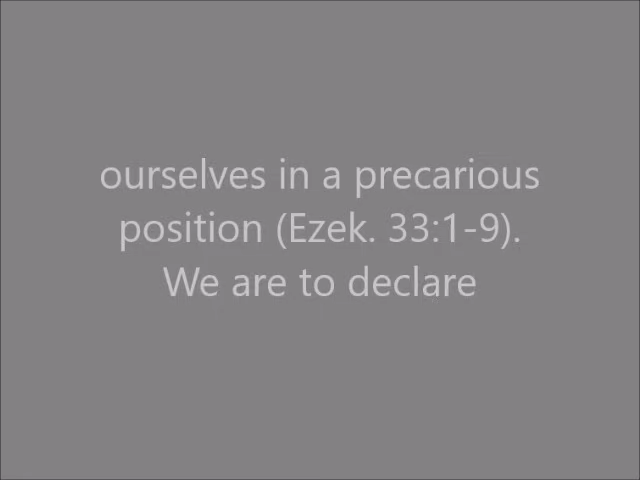 ourselves in a precarious
position (Ezek. 33:1-9).
We are to declare